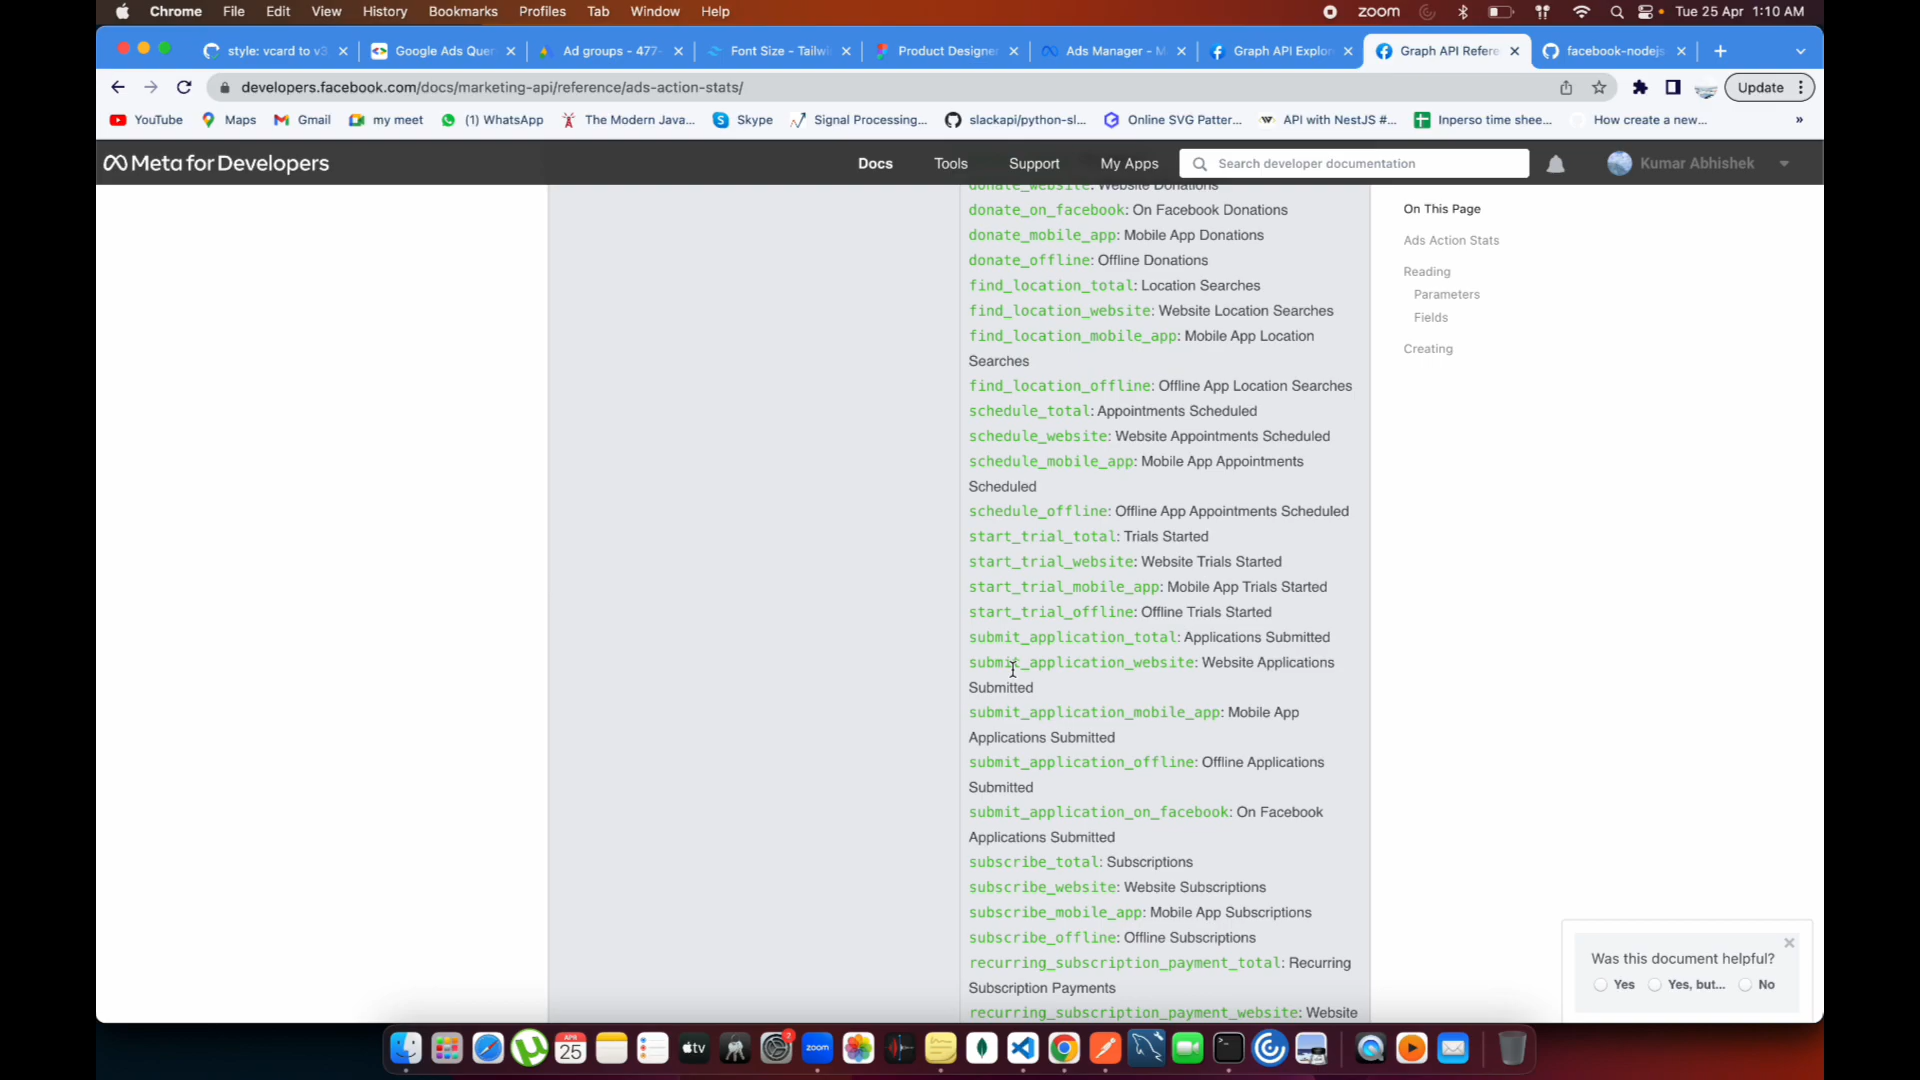 Chrome File Edit View History Bookmarks Profiles Tab Window Help zoom Tue 25 Apr 1:10 AM
style: vcard to v3 Google Ads Quer Ad groups - 477- Font Size - Tailwi Product Designe Ads Manager - M Graph API Explo Graph API Refere facebook-nodejs
developers.facebook.com/docs/marketing-api/reference/ads-action-stats/ Update
YouTube Maps Gmail my meet (1) WhatsApp The Modern Java... Skype Signal Processing... slackapi/python-sl... Online SVG Patter... API with NestJS #... Inperso time shee... How create a new... »
Meta for Developers Docs Tools Support My Apps Search developer documentation Kumar Abhishek
donate_website: Website Donations
donate_on_facebook: On Facebook Donations
donate_mobile_app: Mobile App Donations
donate_offline: Offline Donations
find_location_total: Location Searches
find_location_website: Website Location Searches
find_location_mobile_app: Mobile App Location
Searches
find_location_offline: Offline App Location Searches
schedule_total: Appointments Scheduled
schedule_website: Website Appointments Scheduled
schedule_mobile_app: Mobile App Appointments
Scheduled
schedule_offline: Offline App Appointments Scheduled
start_trial_total: Trials Started
start_trial_website: Website Trials Started
start_trial_mobile_app: Mobile App Trials Started
start_trial_offline: Offline Trials Started
submit_application_total: Applications Submitted
submit_application_website: Website Applications
Submitted
submit_application_mobile_app: Mobile App
Applications Submitted
submit_application_offline: Offline Applications
Submitted
submit_application_on_facebook: On Facebook
Applications Submitted
subscribe_total: Subscriptions
subscribe_website: Website Subscriptions
subscribe_mobile_app: Mobile App Subscriptions
subscribe_offline: Offline Subscriptions
recurring_subscription_payment_total: Recurring
Subscription Payments
recurring_subscription_payment_website: Website
On This Page
Ads Action Stats
Reading
Parameters
Fields
Creating
Was this document helpful?
Yes Yes, but... No
APR
25
tv
2
zoom